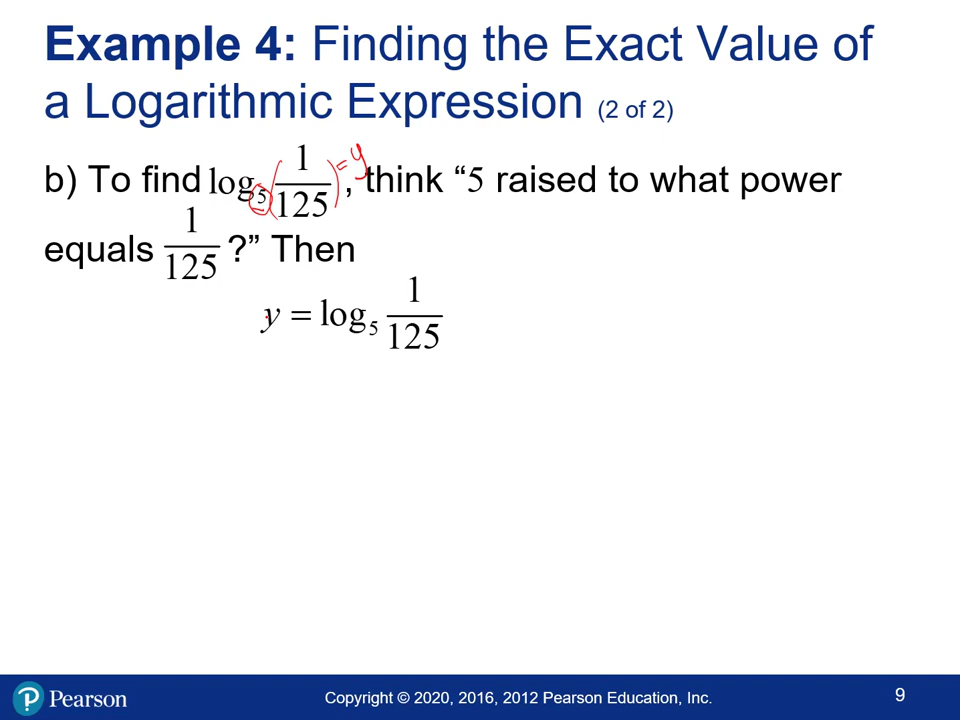 Example 4: Finding the Exact Value of
a Logarithmic Expression (2 of 2)
b) To find log₅(1/125) = y, think “5 raised to what power
equals 1/125 ?” Then
y = log₅ 1/125
Pearson Copyright © 2020, 2016, 2012 Pearson Education, Inc. 9